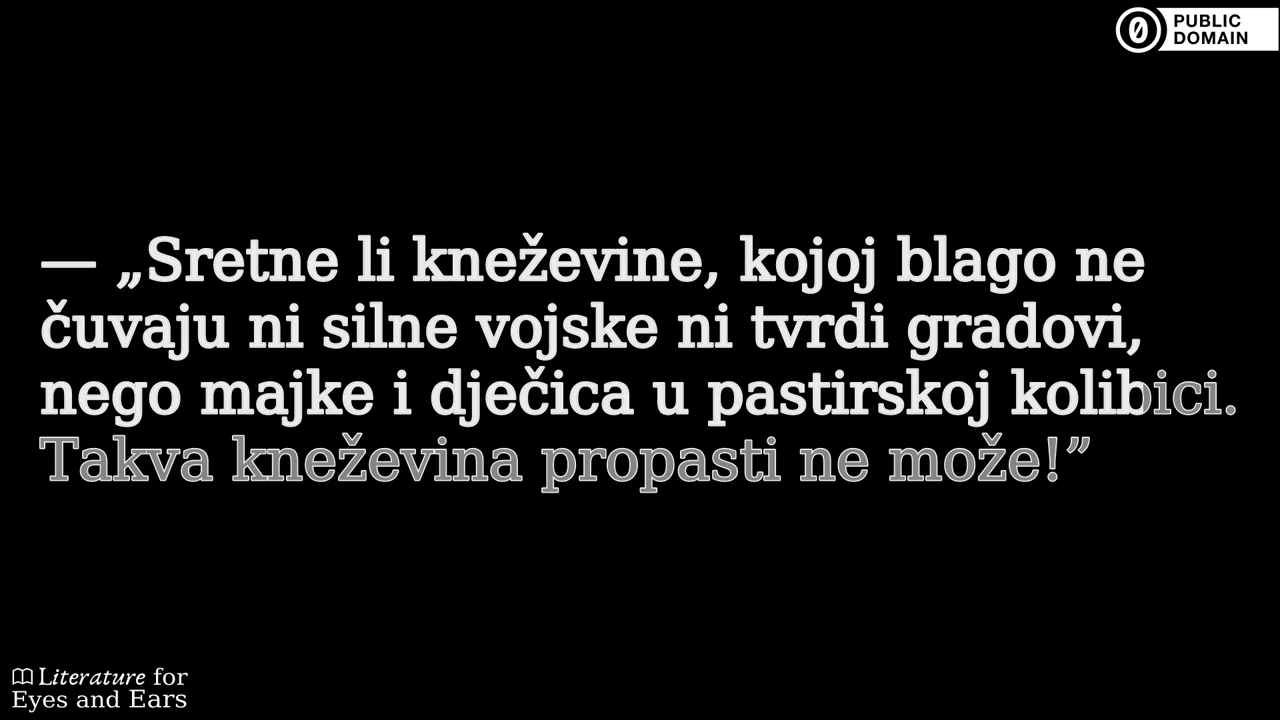 PUBLIC
DOMAIN
— „Sretne li kneževine, kojoj blago ne
čuvaju ni silne vojske ni tvrdi gradovi,
nego majke i dječica u pastirskoj kolibici.
Takva kneževina propasti ne može!”
Literature for
Eyes and Ears